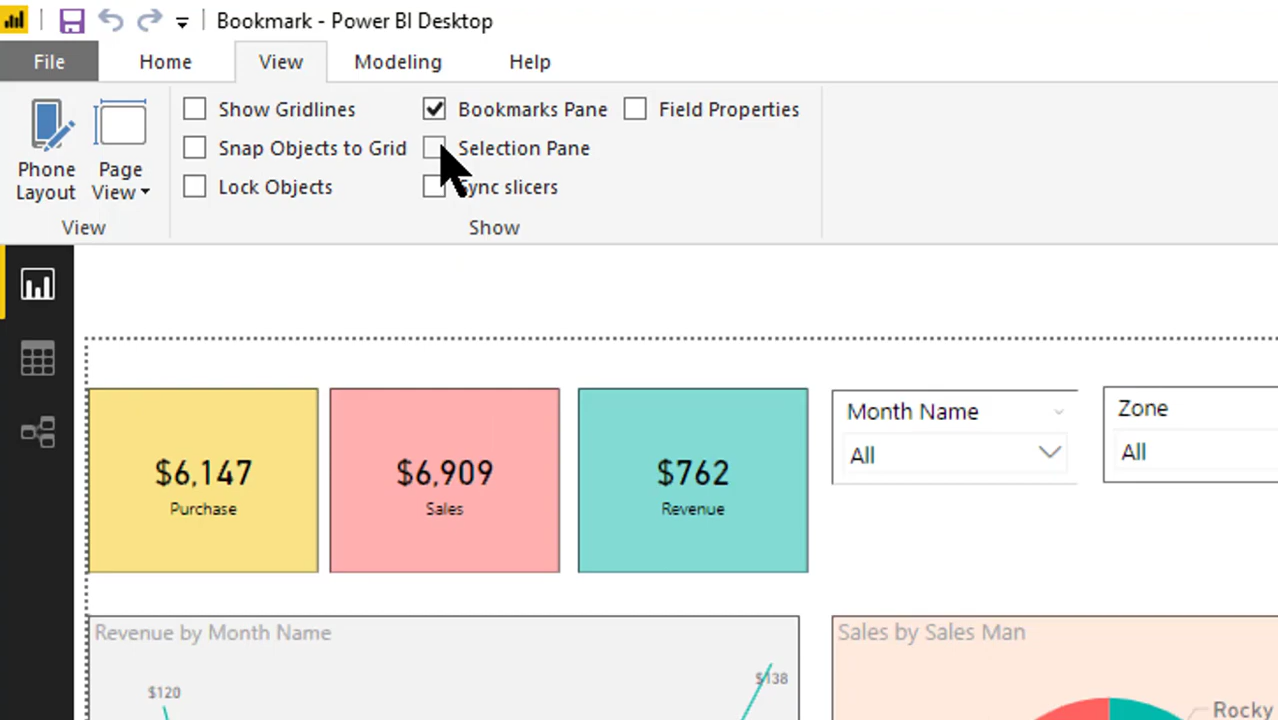 Bookmark - Power BI Desktop
File Home View Modeling Help
Show Gridlines Bookmarks Pane Field Properties
Snap Objects to Grid Selection Pane
Lock Objects Sync slicers
Phone Layout
Page View
View Show
Month Name
All
Zone
All
$6,147
Purchase
$6,909
Sales
$762
Revenue
Revenue by Month Name
$120
$138
Sales by Sales Man
Rocky